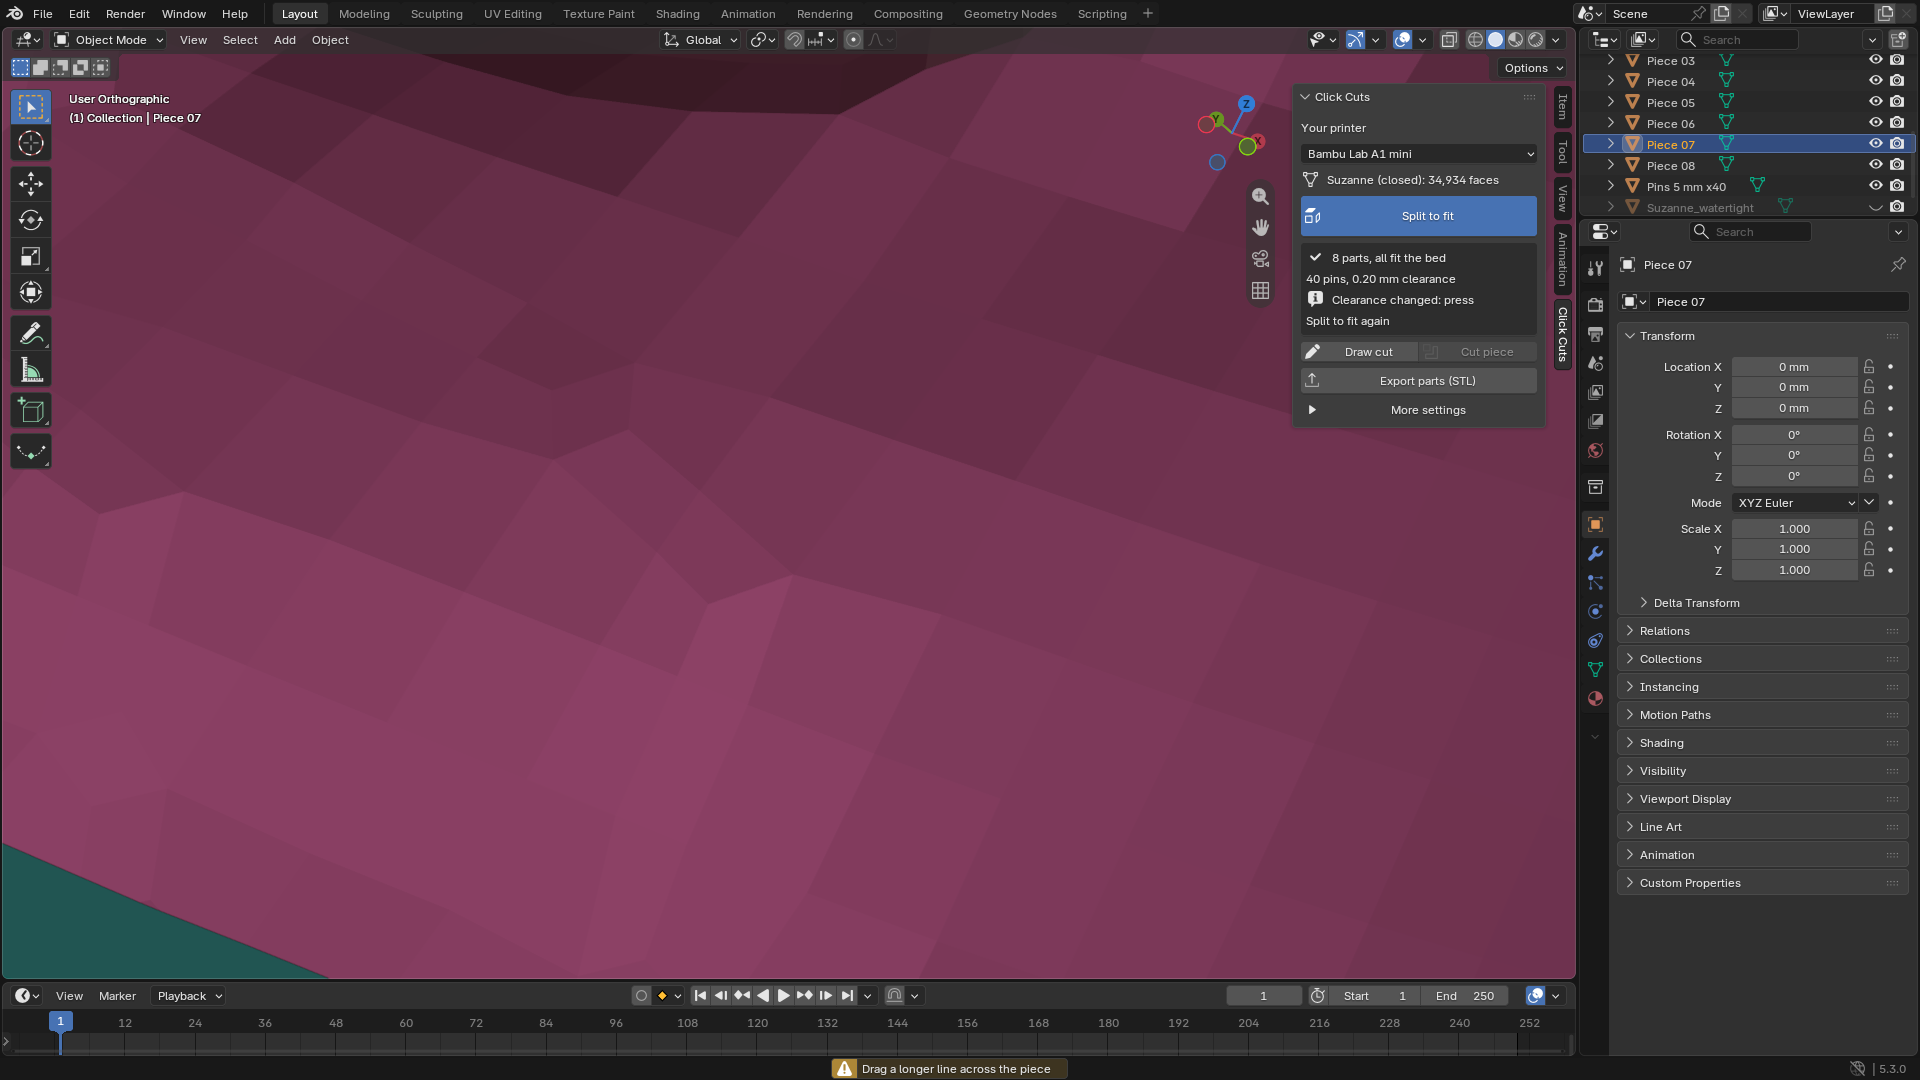 File Edit Render Window Help Layout Modeling Sculpting UV Editing Texture Paint Shading Animation Rendering Compositing Geometry Nodes Scripting + Scene ViewLayer
Object Mode View Select Add Object Global Search
Options
User Orthographic
(1) Collection | Piece 07
Z
Y
X
Click Cuts
Your printer
Bambu Lab A1 mini
Suzanne (closed): 34,934 faces
Split to fit
8 parts, all fit the bed
40 pins, 0.20 mm clearance
Clearance changed: press
Split to fit again
Draw cut Cut piece
Export parts (STL)
More settings
Item
Tool
View
Animation
Click Cuts
Piece 03
Piece 04
Piece 05
Piece 06
Piece 07
Piece 08
Pins 5 mm x40
Suzanne_watertight
Search
Piece 07
Piece 07
Transform
Location X 0 mm
Y 0 mm
Z 0 mm
Rotation X 0°
Y 0°
Z 0°
Mode XYZ Euler
Scale X 1.000
Y 1.000
Z 1.000
Delta Transform
Relations
Collections
Instancing
Motion Paths
Shading
Visibility
Viewport Display
Line Art
Animation
Custom Properties
View Marker Playback 1 Start 1 End 250
1 12 24 36 48 60 72 84 96 108 120 132 144 156 168 180 192 204 216 228 240 252
Drag a longer line across the piece
5.3.0